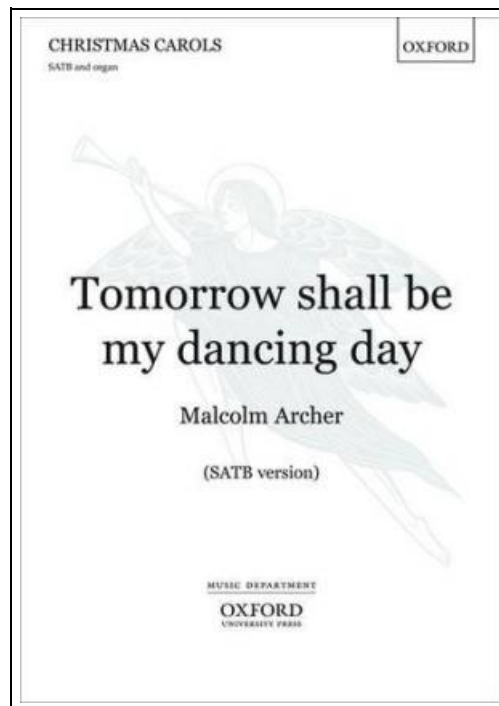 CHRISTMAS CAROLS
OXFORD
SATB and organ
Tomorrow shall be
my dancing day
Malcolm Archer
(SATB version)
MUSIC DEPARTMENT
OXFORD
UNIVERSITY PRESS